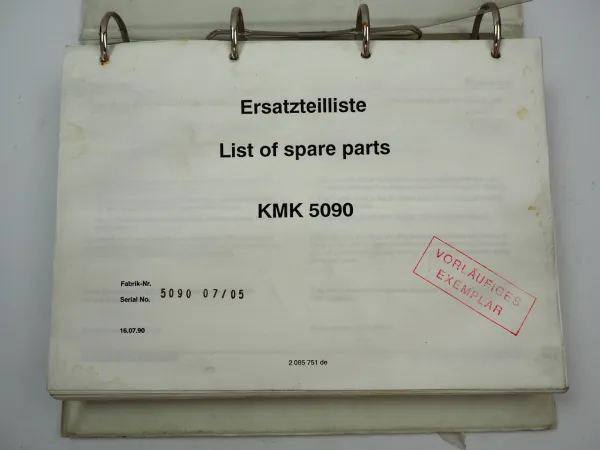 Ersatzteilliste
List of spare parts
KMK 5090
Fabrik-Nr.
Serial No. 5090 07/05
VORLÄUFIGES
EXEMPLAR
16.07.90
2 085 751 de